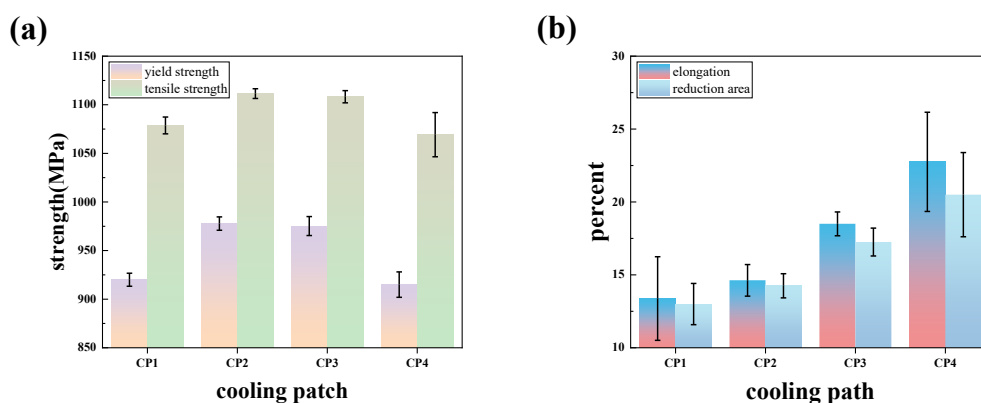 (a)
1150
1100
1050
1000
950
900
850
strength(MPa)
yield strength
tensile strength
CP1 CP2 CP3 CP4
cooling patch
(b)
30
25
20
15
10
percent
elongation
reduction area
CP1 CP2 CP3 CP4
cooling path